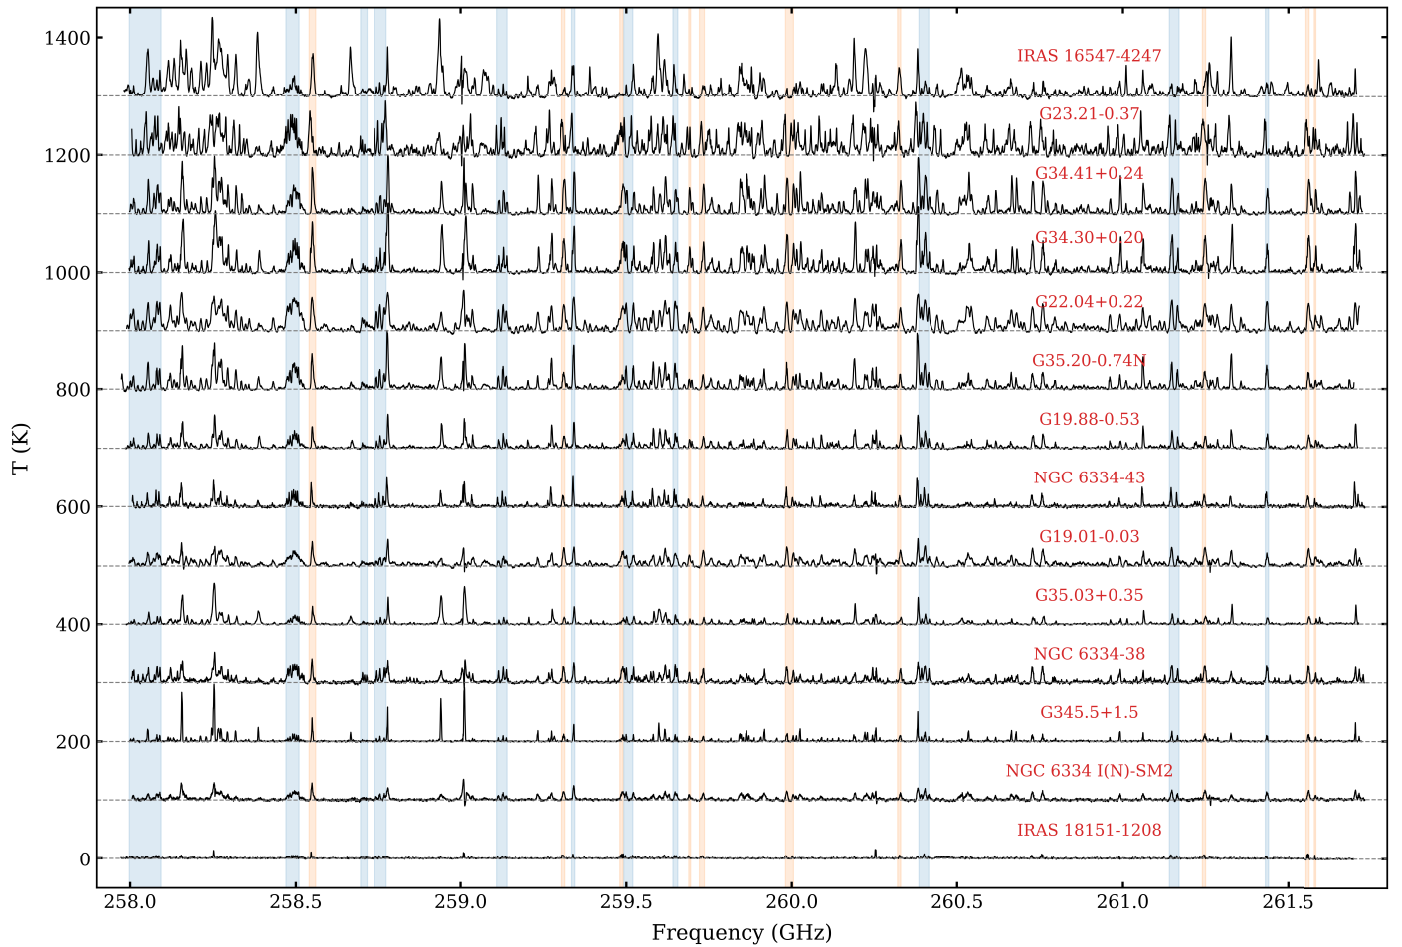 1400
1200
1000
800
600
400
200
0
T (K)
IRAS 16547-4247
G23.21-0.37
G34.41+0.24
G34.30+0.20
G22.04+0.22
G35.20-0.74N
G19.88-0.53
NGC 6334-43
G19.01-0.03
G35.03+0.35
NGC 6334-38
G345.5+1.5
NGC 6334 I(N)-SM2
IRAS 18151-1208
258.0 258.5 259.0 259.5 260.0 260.5 261.0 261.5
Frequency (GHz)